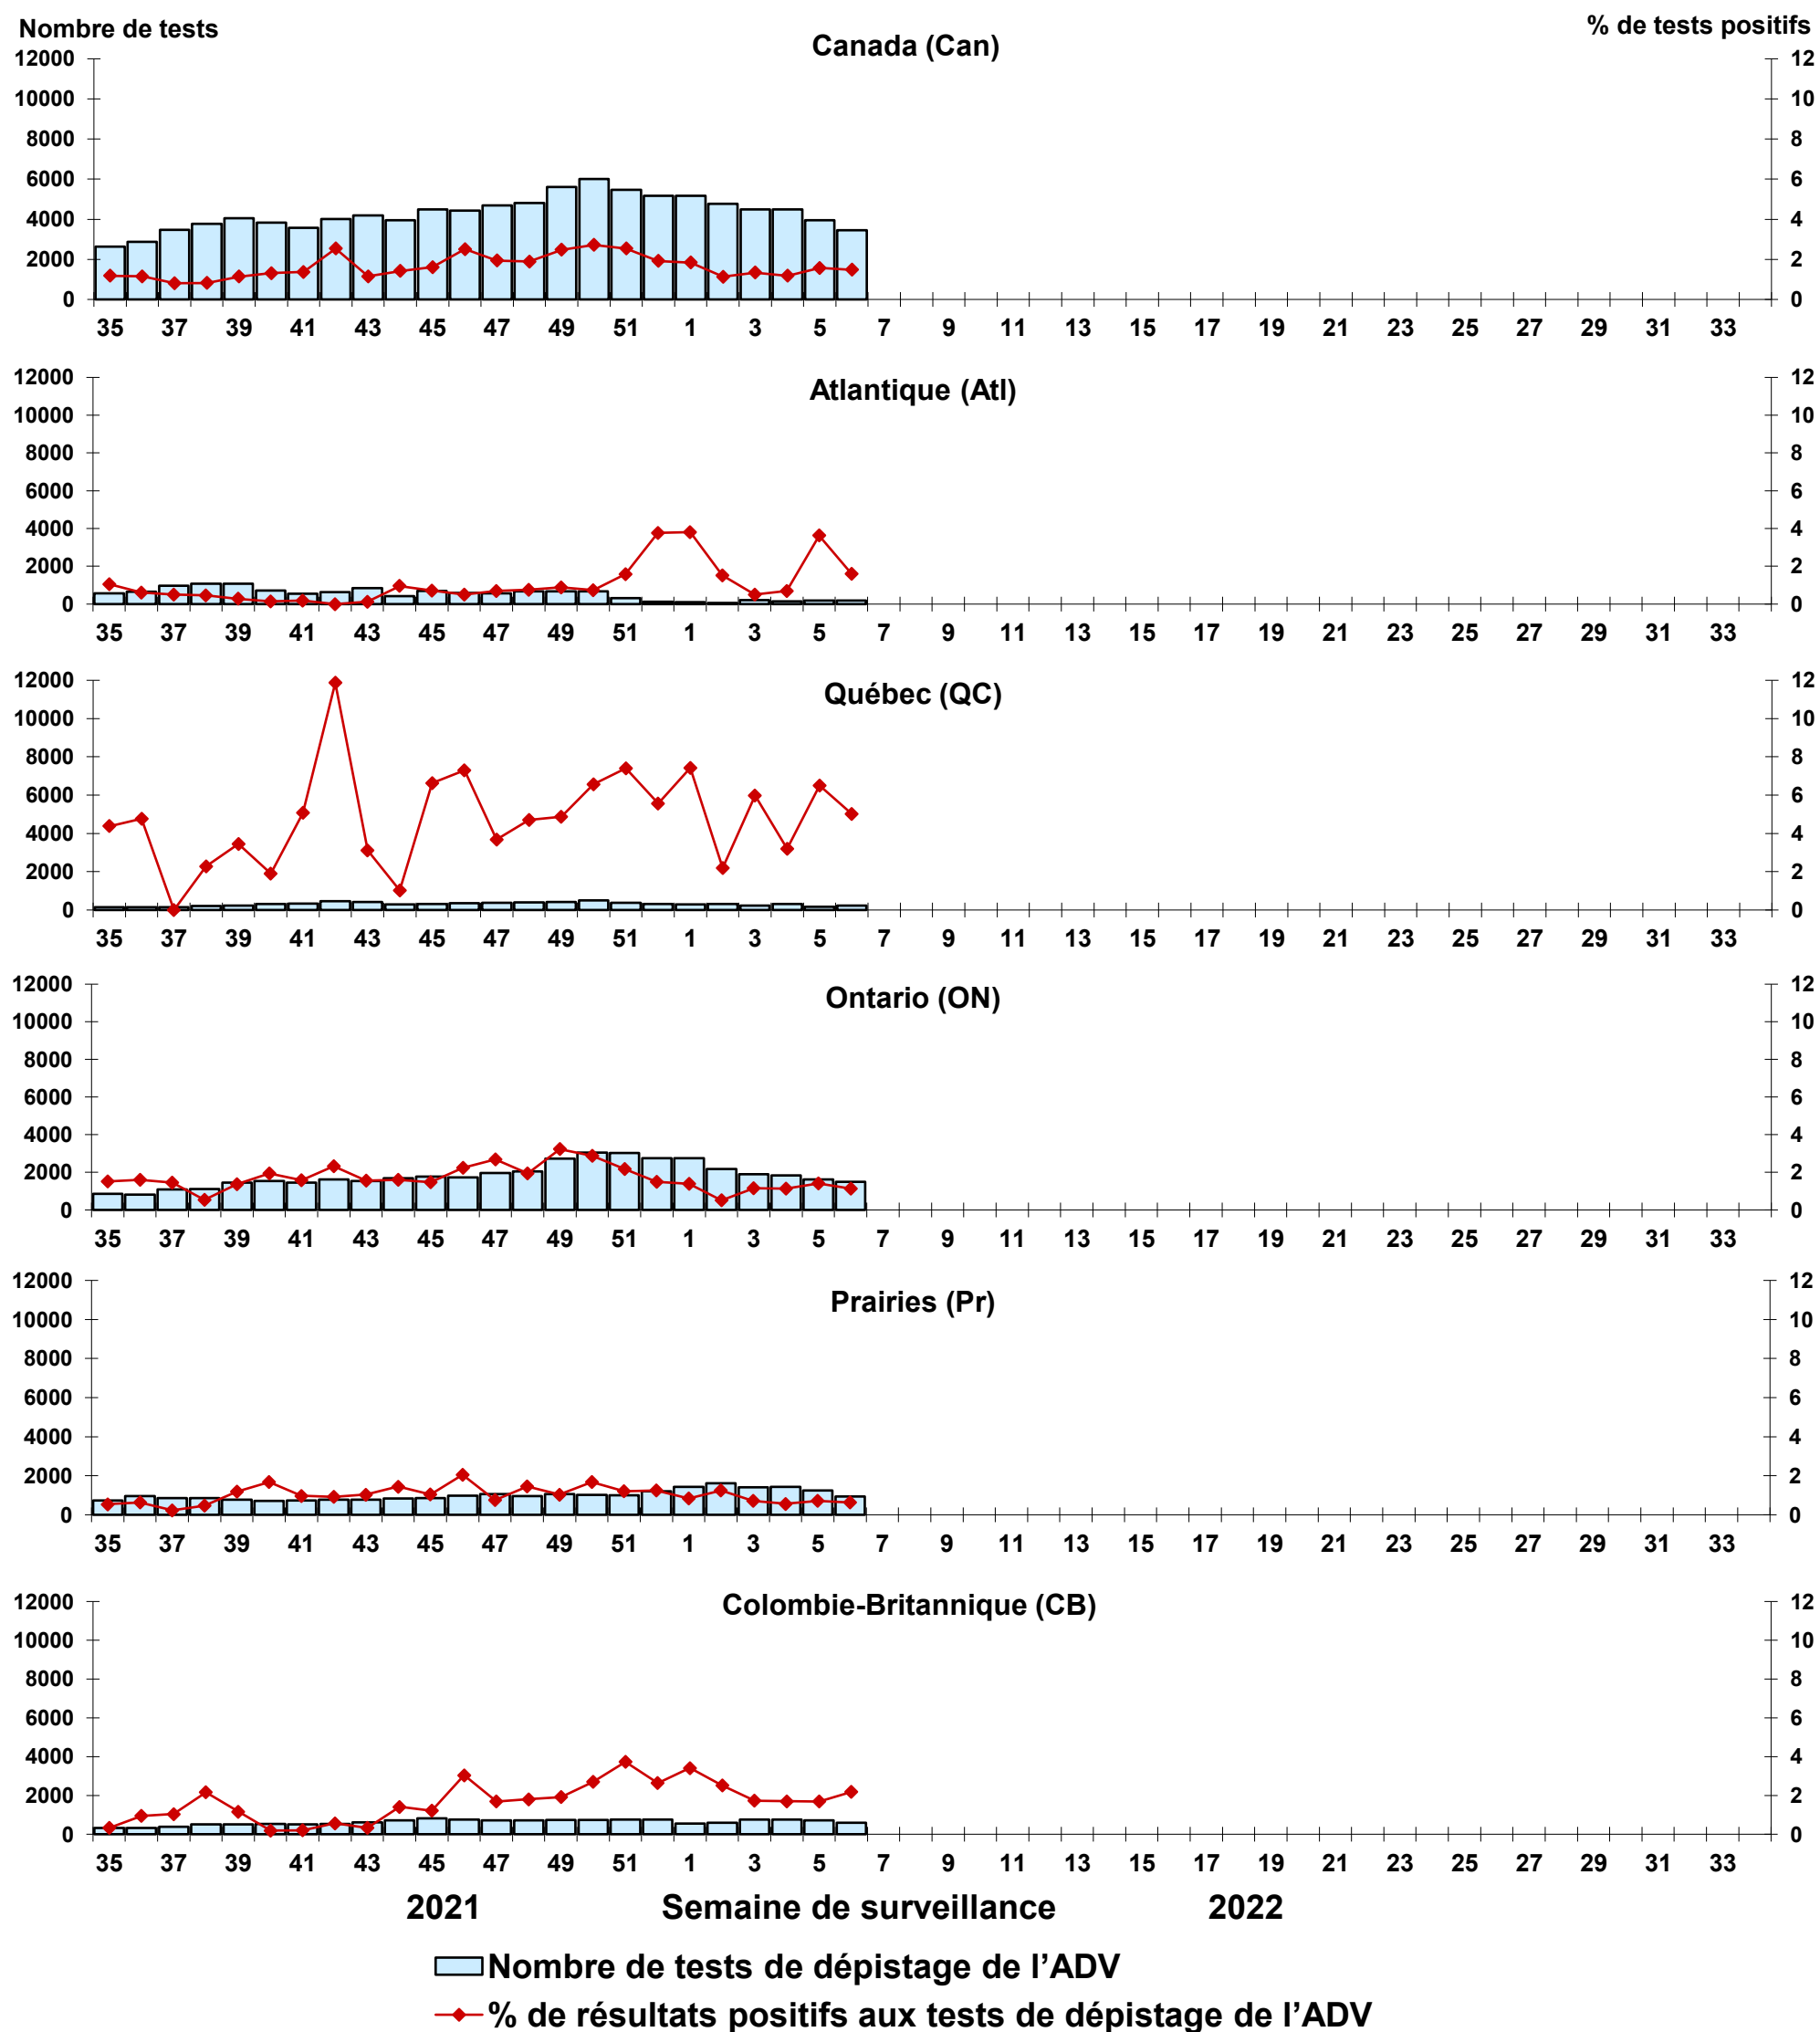 Nombre de tests
% de tests positifs
Canada (Can)
12000 12
10000 10
8000 8
6000 6
4000 4
2000 2
0 0
35 37 39 41 43 45 47 49 51 1 3 5 7 9 11 13 15 17 19 21 23 25 27 29 31 33
Atlantique (Atl)
12000 12
10000 10
8000 8
6000 6
4000 4
2000 2
0 0
35 37 39 41 43 45 47 49 51 1 3 5 7 9 11 13 15 17 19 21 23 25 27 29 31 33
Québec (QC)
12000 12
10000 10
8000 8
6000 6
4000 4
2000 2
0 0
35 37 39 41 43 45 47 49 51 1 3 5 7 9 11 13 15 17 19 21 23 25 27 29 31 33
Ontario (ON)
12000 12
10000 10
8000 8
6000 6
4000 4
2000 2
0 0
35 37 39 41 43 45 47 49 51 1 3 5 7 9 11 13 15 17 19 21 23 25 27 29 31 33
Prairies (Pr)
12000 12
10000 10
8000 8
6000 6
4000 4
2000 2
0 0
35 37 39 41 43 45 47 49 51 1 3 5 7 9 11 13 15 17 19 21 23 25 27 29 31 33
Colombie-Britannique (CB)
12000 12
10000 10
8000 8
6000 6
4000 4
2000 2
0 0
35 37 39 41 43 45 47 49 51 1 3 5 7 9 11 13 15 17 19 21 23 25 27 29 31 33
2021 Semaine de surveillance 2022
Nombre de tests de dépistage de l’ADV
% de résultats positifs aux tests de dépistage de l’ADV